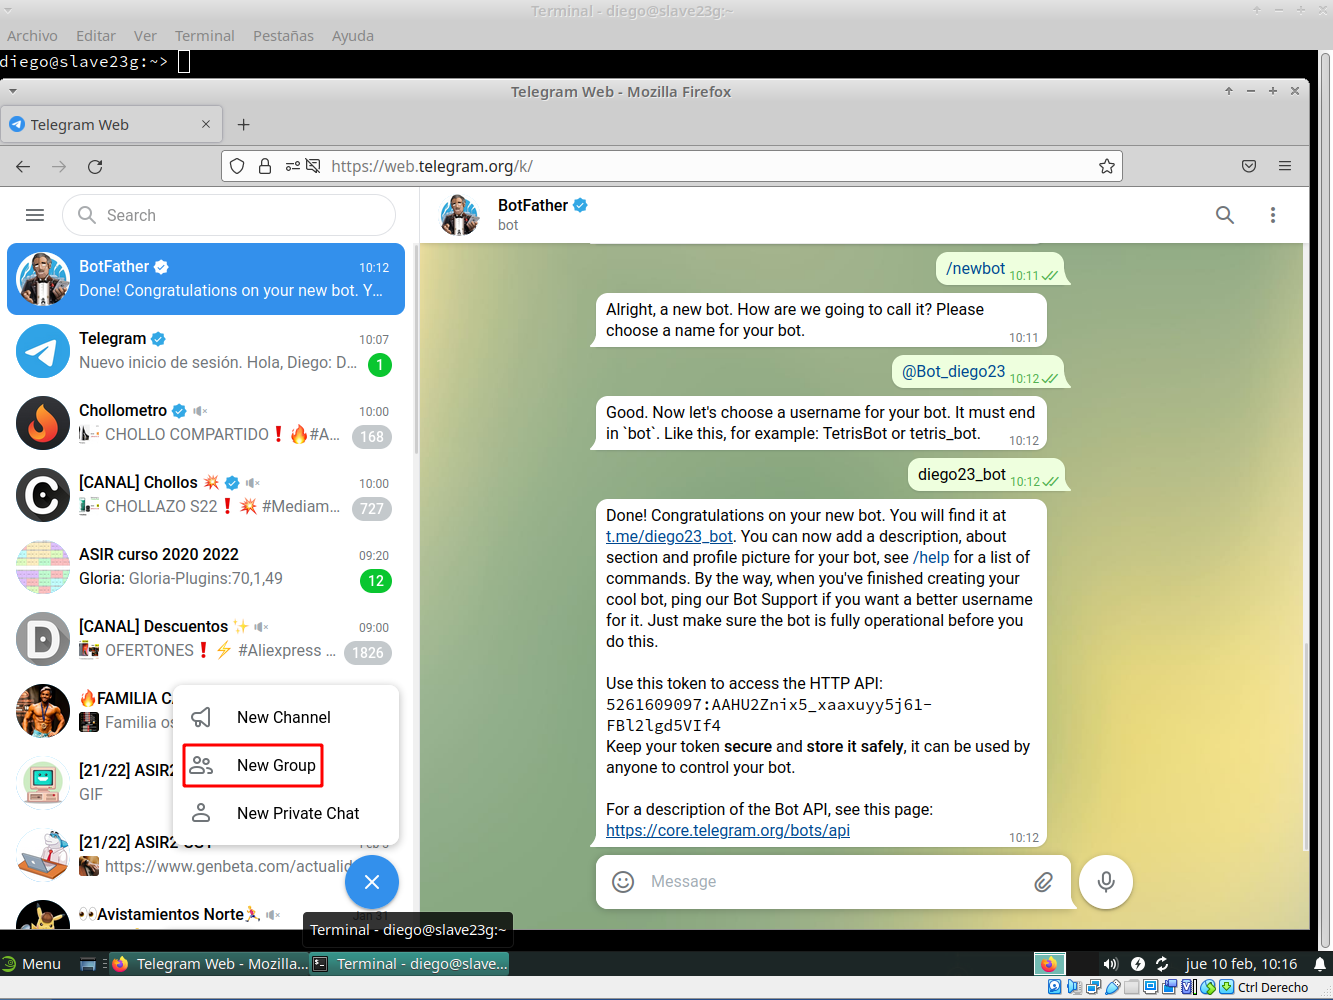 Terminal - diego@slave23g:~
Archivo Editar Ver Terminal Pestañas Ayuda
diego@slave23g:~>
Telegram Web - Mozilla Firefox
Telegram Web
https://web.telegram.org/k/
Search
BotFather
bot
BotFather 10:12
Done! Congratulations on your new bot. Y...
Telegram 10:07
Nuevo inicio de sesión. Hola, Diego: D... 1
Chollometro 10:00
CHOLLO COMPARTIDO❗🔥#A... 168
[CANAL] Chollos 💥 10:00
CHOLLAZO S22❗💥 #Mediam... 727
ASIR curso 2020 2022 09:20
Gloria: Gloria-Plugins:70,1,49 12
[CANAL] Descuentos ✨ 09:00
OFERTONES❗⚡ #Aliexpress ... 1826
🔥FAMILIA
Familia
[21/22] ASIR2
GIF
[21/22] ASIR2
https://www.genbeta.com/actualid
👀Avistamientos Norte🏃
Jan 31
New Channel
New Group
New Private Chat
/newbot 10:11
Alright, a new bot. How are we going to call it? Please
choose a name for your bot. 10:11
@Bot_diego23 10:12
Good. Now let's choose a username for your bot. It must end
in `bot`. Like this, for example: TetrisBot or tetris_bot. 10:12
diego23_bot 10:12
Done! Congratulations on your new bot. You will find it at
t.me/diego23_bot. You can now add a description, about
section and profile picture for your bot, see /help for a list of
commands. By the way, when you've finished creating your
cool bot, ping our Bot Support if you want a better username
for it. Just make sure the bot is fully operational before you
do this.
Use this token to access the HTTP API:
5261609097:AAHU2Znix5_xaaxuyy5j61-
FBl2lgd5VIf4
Keep your token secure and store it safely, it can be used by
anyone to control your bot.
For a description of the Bot API, see this page:
https://core.telegram.org/bots/api 10:12
Message
Terminal - diego@slave23g:~
Menu Telegram Web - Mozilla... Terminal - diego@slave... jue 10 feb, 10:16
Ctrl Derecho